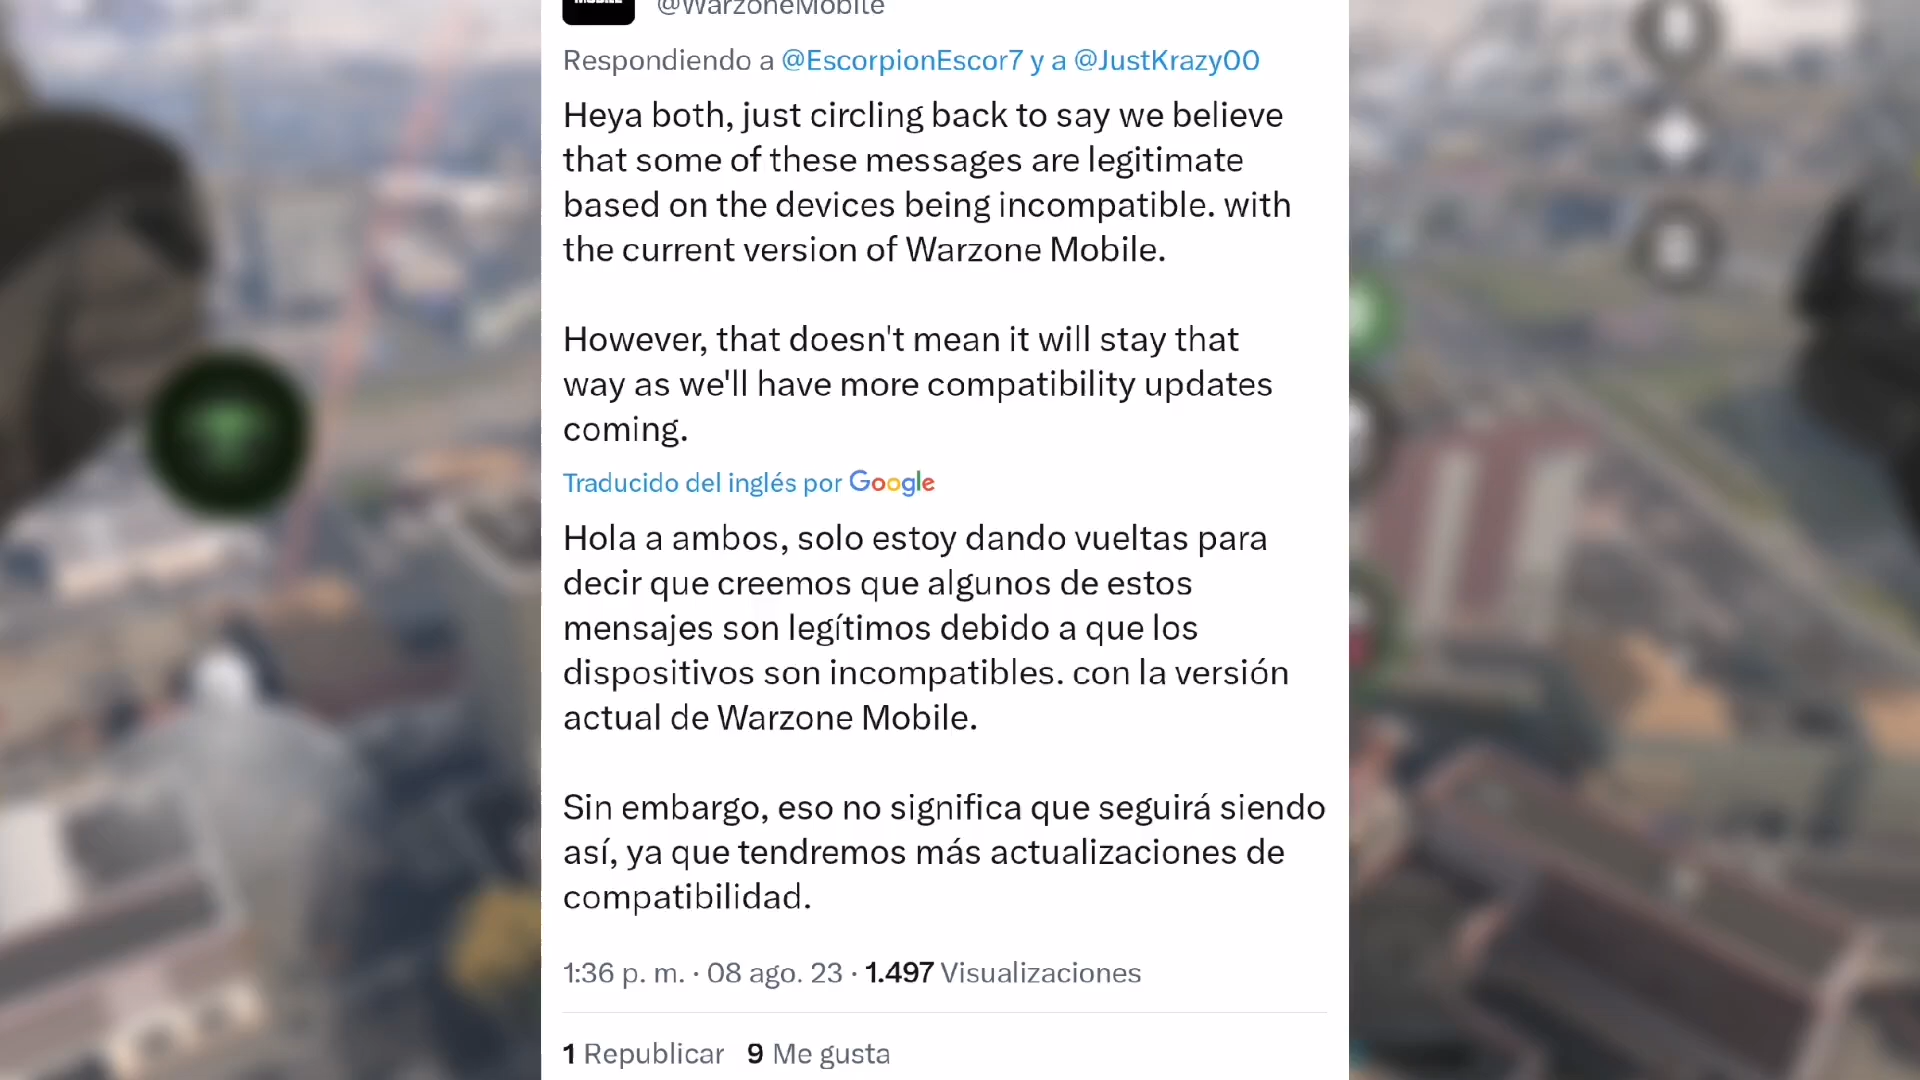 MOBILE
@WarzoneMobile
Respondiendo a @EscorpionEscor7 y a @JustKrazy00
Heya both, just circling back to say we believe
that some of these messages are legitimate
based on the devices being incompatible. with
the current version of Warzone Mobile.
However, that doesn't mean it will stay that
way as we'll have more compatibility updates
coming.
Traducido del inglés por Google
Hola a ambos, solo estoy dando vueltas para
decir que creemos que algunos de estos
mensajes son legítimos debido a que los
dispositivos son incompatibles. con la versión
actual de Warzone Mobile.
Sin embargo, eso no significa que seguirá siendo
así, ya que tendremos más actualizaciones de
compatibilidad.
1:36 p. m. · 08 ago. 23 · 1.497 Visualizaciones
1 Republicar 9 Me gusta